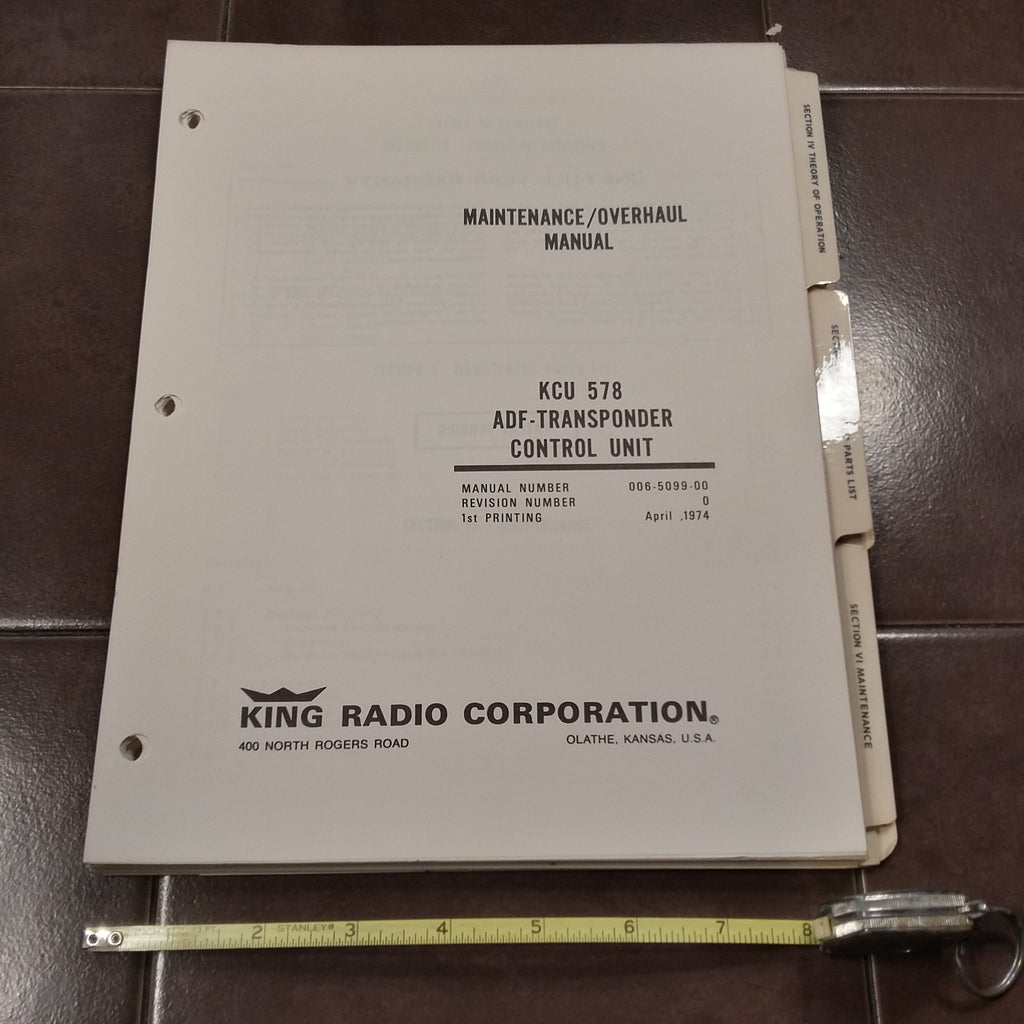 MAINTENANCE/OVERHAUL
MANUAL
KCU 578
ADF-TRANSPONDER
CONTROL UNIT
MANUAL NUMBER 006-5099-00
REVISION NUMBER 0
1st PRINTING April ,1974
KING RADIO CORPORATION®
400 NORTH ROGERS ROAD OLATHE, KANSAS, U.S.A.
SECTION IV THEORY OF OPERATION
PARTS LIST
SECTION VI MAINTENANCE
2 STANLEY® 3 4 5 6 7 8